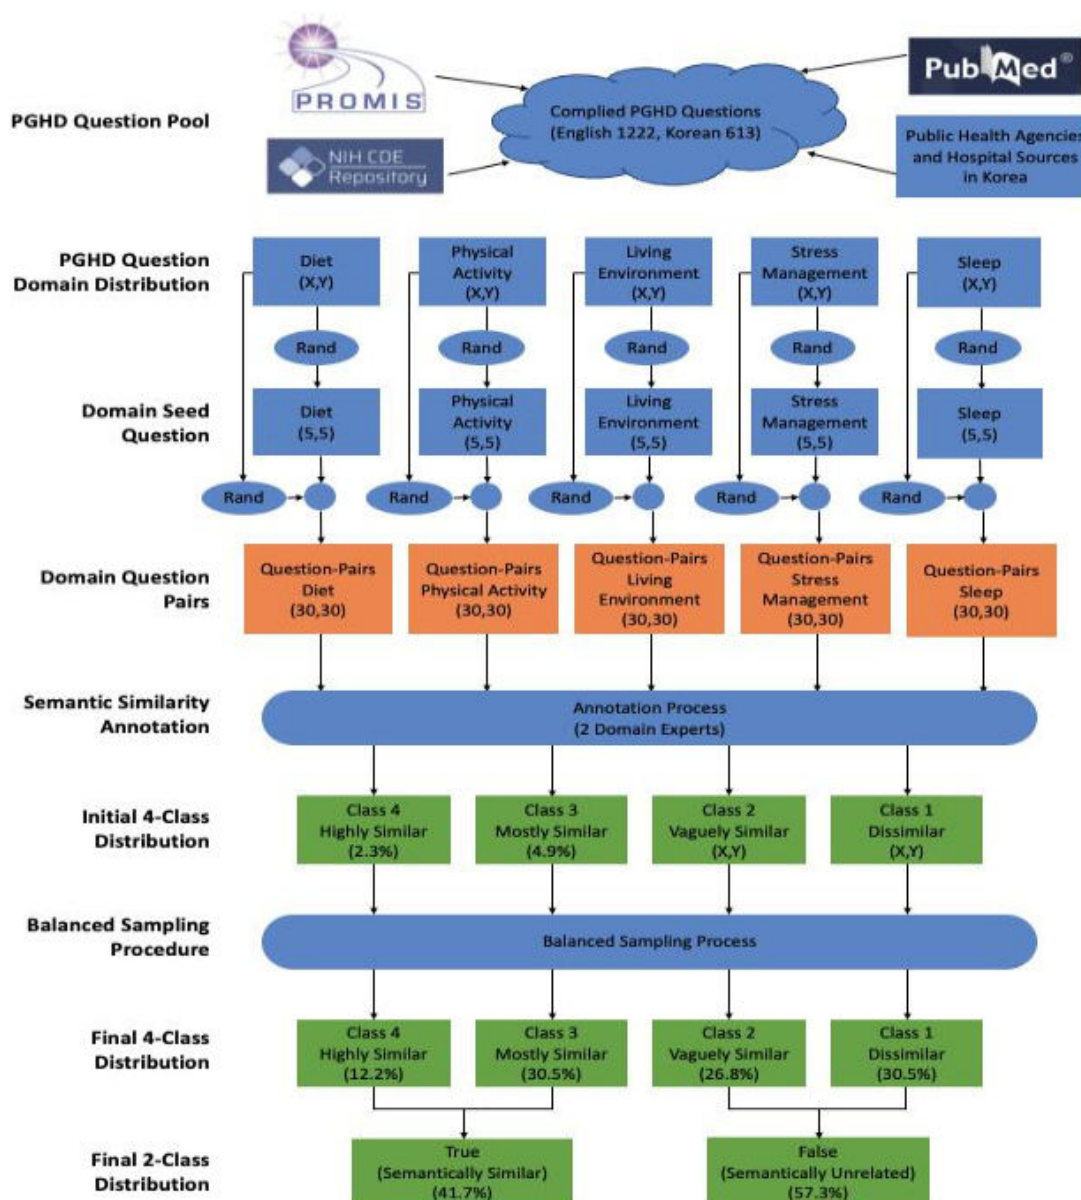 PROMIS
PubMed®
PGHD Question Pool
Complied PGHD Questions
(English 1222, Korean 613)
NIH CDE
Repository
Public Health Agencies
and Hospital Sources
in Korea
PGHD Question
Domain Distribution
Diet
(X,Y)
Physical
Activity
(X,Y)
Living
Environment
(X,Y)
Stress
Management
(X,Y)
Sleep
(X,Y)
Rand
Rand
Rand
Rand
Rand
Domain Seed
Question
Diet
(5,5)
Physical
Activity
(5,5)
Living
Environment
(5,5)
Stress
Management
(5,5)
Sleep
(5,5)
Rand
Rand
Rand
Rand
Rand
Domain Question
Pairs
Question-Pairs
Diet
(30,30)
Question-Pairs
Physical Activity
(30,30)
Question-Pairs
Living
Environment
(30,30)
Question-Pairs
Stress
Management
(30,30)
Question-Pairs
Sleep
(30,30)
Semantic Similarity
Annotation
Annotation Process
(2 Domain Experts)
Initial 4-Class
Distribution
Class 4
Highly Similar
(2.3%)
Class 3
Mostly Similar
(4.9%)
Class 2
Vaguely Similar
(X,Y)
Class 1
Dissimilar
(X,Y)
Balanced Sampling
Procedure
Balanced Sampling Process
Final 4-Class
Distribution
Class 4
Highly Similar
(12.2%)
Class 3
Mostly Similar
(30.5%)
Class 2
Vaguely Similar
(26.8%)
Class 1
Dissimilar
(30.5%)
Final 2-Class
Distribution
True
(Semantically Similar)
(41.7%)
False
(Semantically Unrelated)
(57.3%)